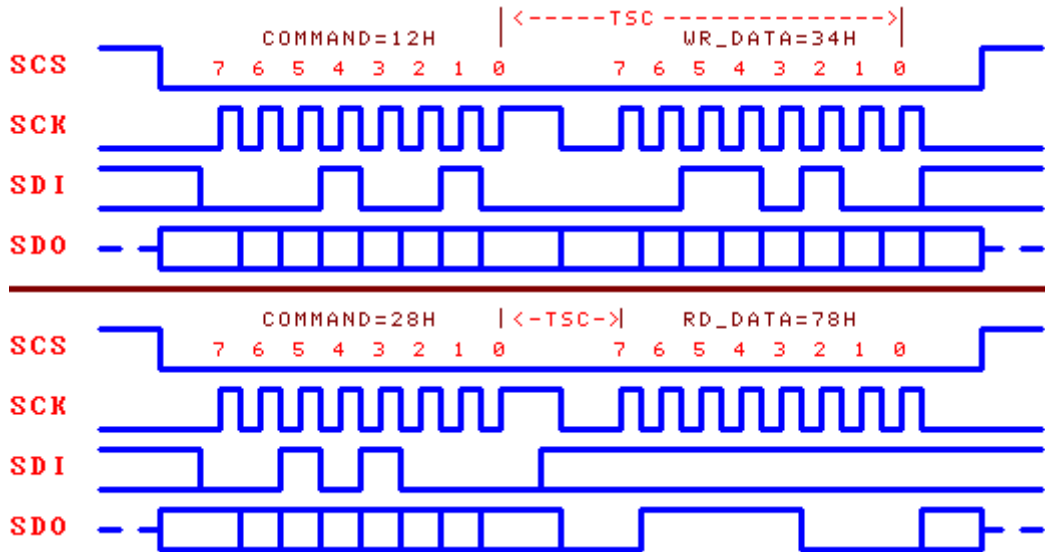 |<-----TSC ------------->|
COMMAND=12H WR_DATA=34H
SCS
7 6 5 4 3 2 1 0 7 6 5 4 3 2 1 0
SCK
SDI
SDO
COMMAND=28H |<-TSC->| RD_DATA=78H
SCS
7 6 5 4 3 2 1 0 7 6 5 4 3 2 1 0
SCK
SDI
SDO